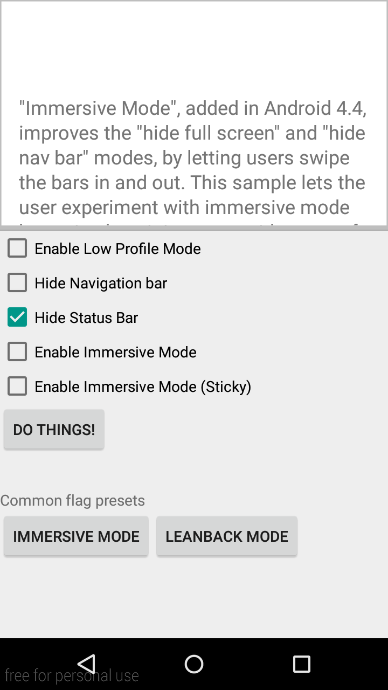 "Immersive Mode", added in Android 4.4,
improves the "hide full screen" and "hide
nav bar" modes, by letting users swipe
the bars in and out. This sample lets the
user experiment with immersive mode
Enable Low Profile Mode
Hide Navigation bar
Hide Status Bar
Enable Immersive Mode
Enable Immersive Mode (Sticky)
DO THINGS!
Common flag presets
IMMERSIVE MODE
LEANBACK MODE
free for personal use